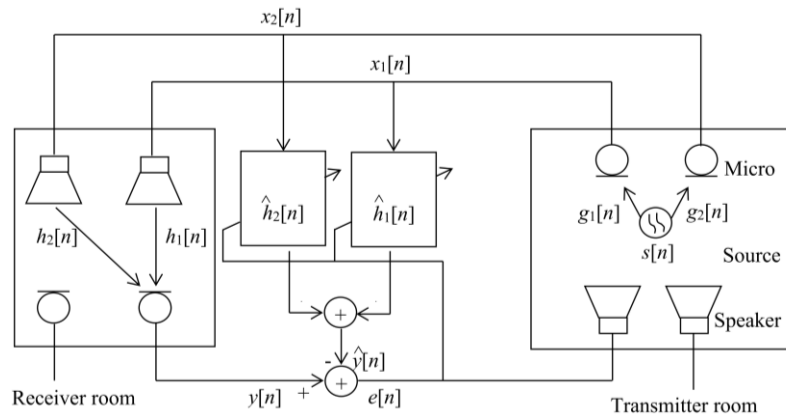 x2[n]
x1[n]
ĥ2[n]
ĥ1[n]
Micro
g1[n]
g2[n]
h2[n]
h1[n]
s[n]
Source
+
Speaker
- ŷ[n]
Receiver room
y[n]
+
+
e[n]
Transmitter room